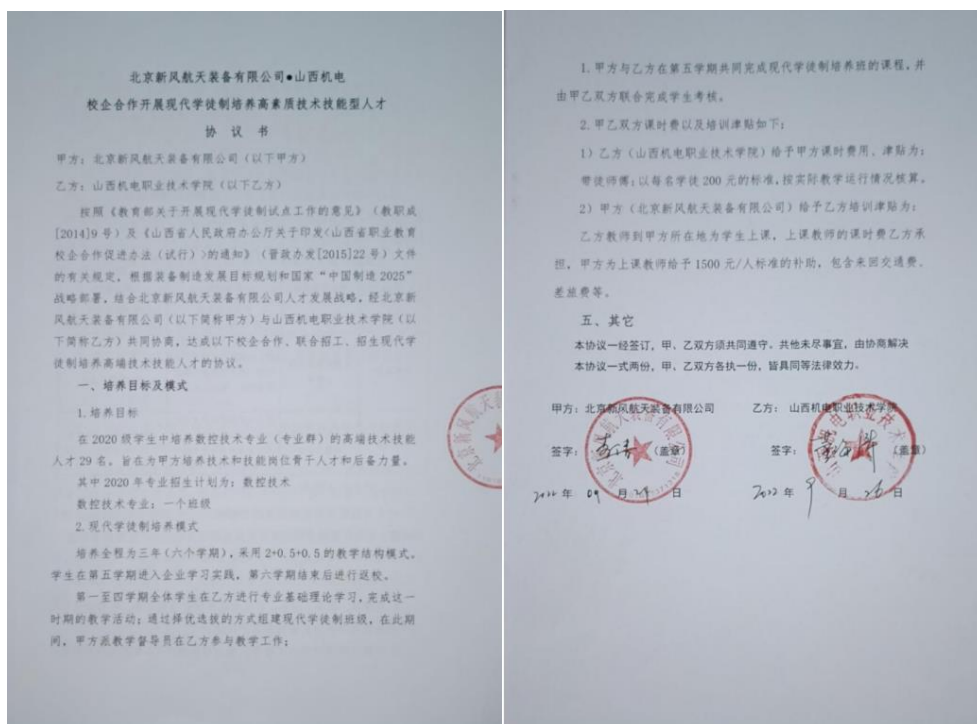 北京新风航天装备有限公司●山西机电
校企合作开展现代学徒制培养高素质技术技能型人才
协 议 书
甲方：北京新风航天装备有限公司（以下甲方）
乙方：山西机电职业技术学院（以下乙方）
按照《教育部关于开展现代学徒制试点工作的意见》（教职成
[2014]9 号）及《山西省人民政府办公厅关于印发<山西省职业教育
校企合作促进办法（试行）>的通知》（晋政办发[2015]22 号）文件
的有关规定，根据装备制造发展目标规划和国家“中国制造 2025”
战略部署，结合北京新风航天装备有限公司人才发展战略，经北京新
风航天装备有限公司（以下简称甲方）与山西机电职业技术学院（以
下简称乙方）共同协商，达成以下校企合作、联合招工、招生现代学
徒制培养高端技术技能人才的协议。
一、培养目标及模式
1.培养目标
在 2020 级学生中培养数控技术专业（专业群）的高端技术技能
人才 29 名，旨在为甲方培养技术和技能岗位骨干人才和后备力量。
其中 2020 年专业招生计划为：数控技术
数控技术专业：一个班级
2.现代学徒制培养模式
培养全程为三年（六个学期），采用 2+0.5+0.5 的教学结构模式。
学生在第五学期进入企业学习实践，第六学期结束后进行返校。
第一至四学期全体学生在乙方进行专业基础理论学习，完成这一
时期的教学活动；通过择优选拔的方式组建现代学徒制班级，在此期
间，甲方派教学督导员在乙方参与教学工作；
1.甲方与乙方在第五学期共同完成现代学徒制培养班的课程，并
由甲乙双方联合完成学生考核。
2.甲乙双方课时费以及培训津贴如下：
1）乙方（山西机电职业技术学院）给予甲方课时费用、津贴为：
带徒师傅：以每名学徒 200 元的标准，按实际教学运行情况核算。
2）甲方（北京新风航天装备有限公司）给予乙方培训津贴为：
乙方教师到甲方所在地为学生上课，上课教师的课时费乙方承
担，甲方为上课教师给予 1500 元/人标准的补助，包含来回交通费、
差旅费等。
五、其它
本协议一经签订，甲、乙双方须共同遵守。共他未尽事宜，由协商解决
本协议一式两份，甲、乙双方各执一份，皆具同等法律效力。
甲方：北京新风航天装备有限公司 乙方： 山西机电职业技术学院
签字： （盖章） 签字： （盖章）
2022 年 09 月 29 日 2022 年 9 月 26 日